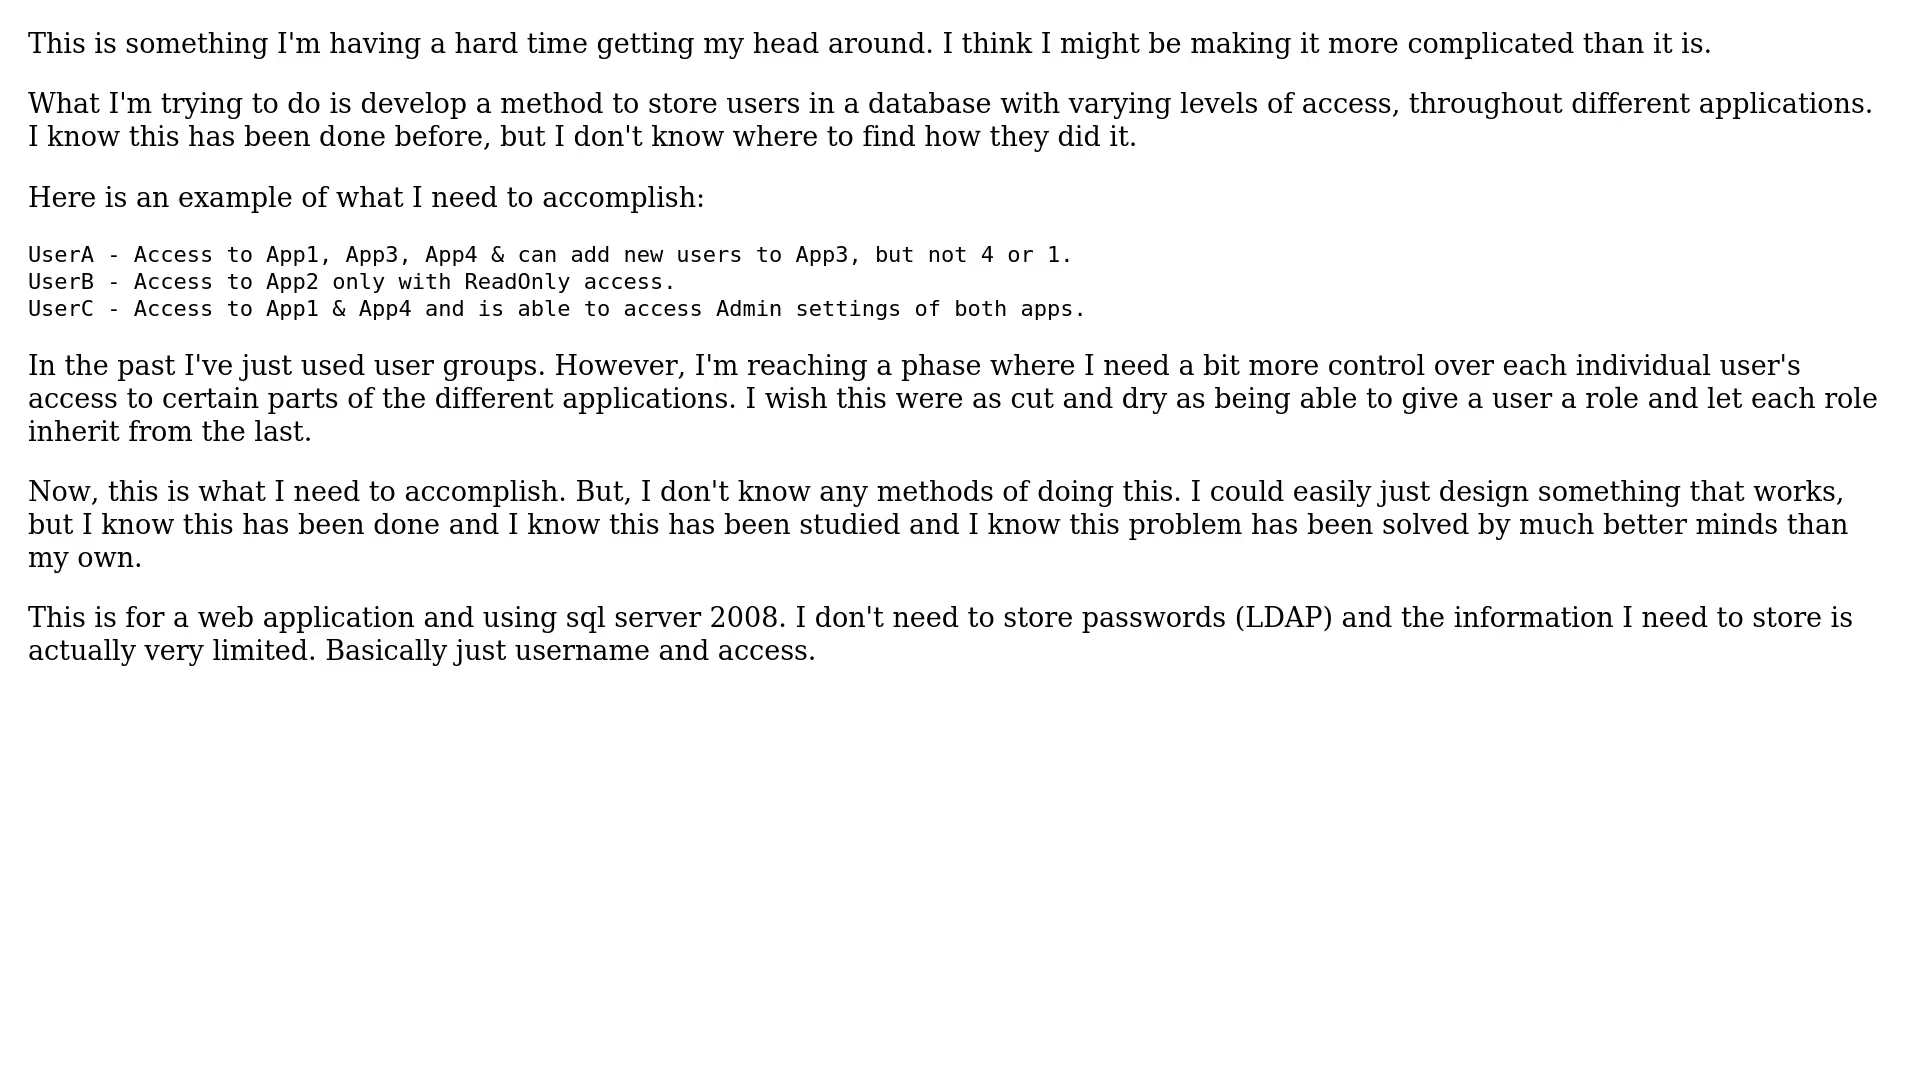 This is something I'm having a hard time getting my head around. I think I might be making it more complicated than it is.
What I'm trying to do is develop a method to store users in a database with varying levels of access, throughout different applications.
I know this has been done before, but I don't know where to find how they did it.
Here is an example of what I need to accomplish:
UserA - Access to App1, App3, App4 & can add new users to App3, but not 4 or 1.
UserB - Access to App2 only with ReadOnly access.
UserC - Access to App1 & App4 and is able to access Admin settings of both apps.
In the past I've just used user groups. However, I'm reaching a phase where I need a bit more control over each individual user's
access to certain parts of the different applications. I wish this were as cut and dry as being able to give a user a role and let each role
inherit from the last.
Now, this is what I need to accomplish. But, I don't know any methods of doing this. I could easily just design something that works,
but I know this has been done and I know this has been studied and I know this problem has been solved by much better minds than
my own.
This is for a web application and using sql server 2008. I don't need to store passwords (LDAP) and the information I need to store is
actually very limited. Basically just username and access.